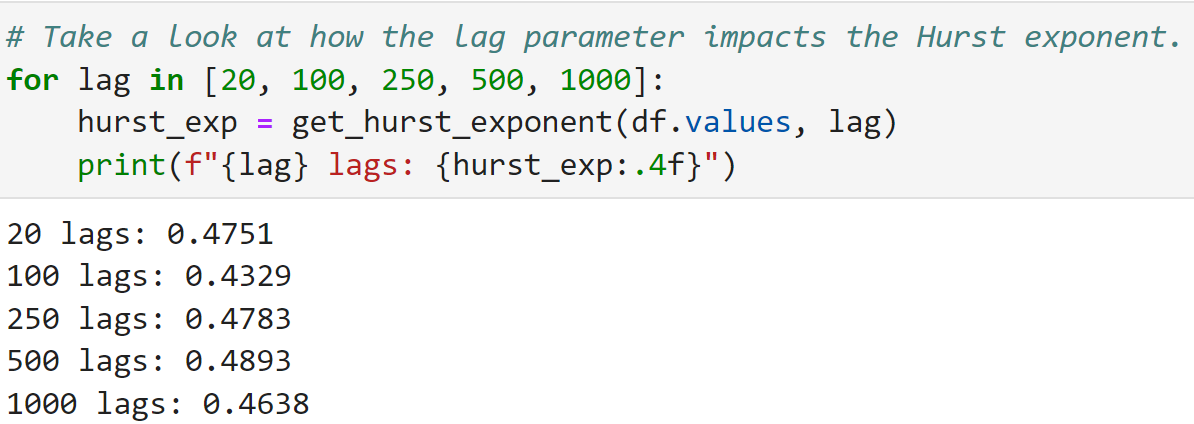 # Take a look at how the lag parameter impacts the Hurst exponent.
for lag in [20, 100, 250, 500, 1000]:
    hurst_exp = get_hurst_exponent(df.values, lag)
    print(f"{lag} lags: {hurst_exp:.4f}")
20 lags: 0.4751
100 lags: 0.4329
250 lags: 0.4783
500 lags: 0.4893
1000 lags: 0.4638